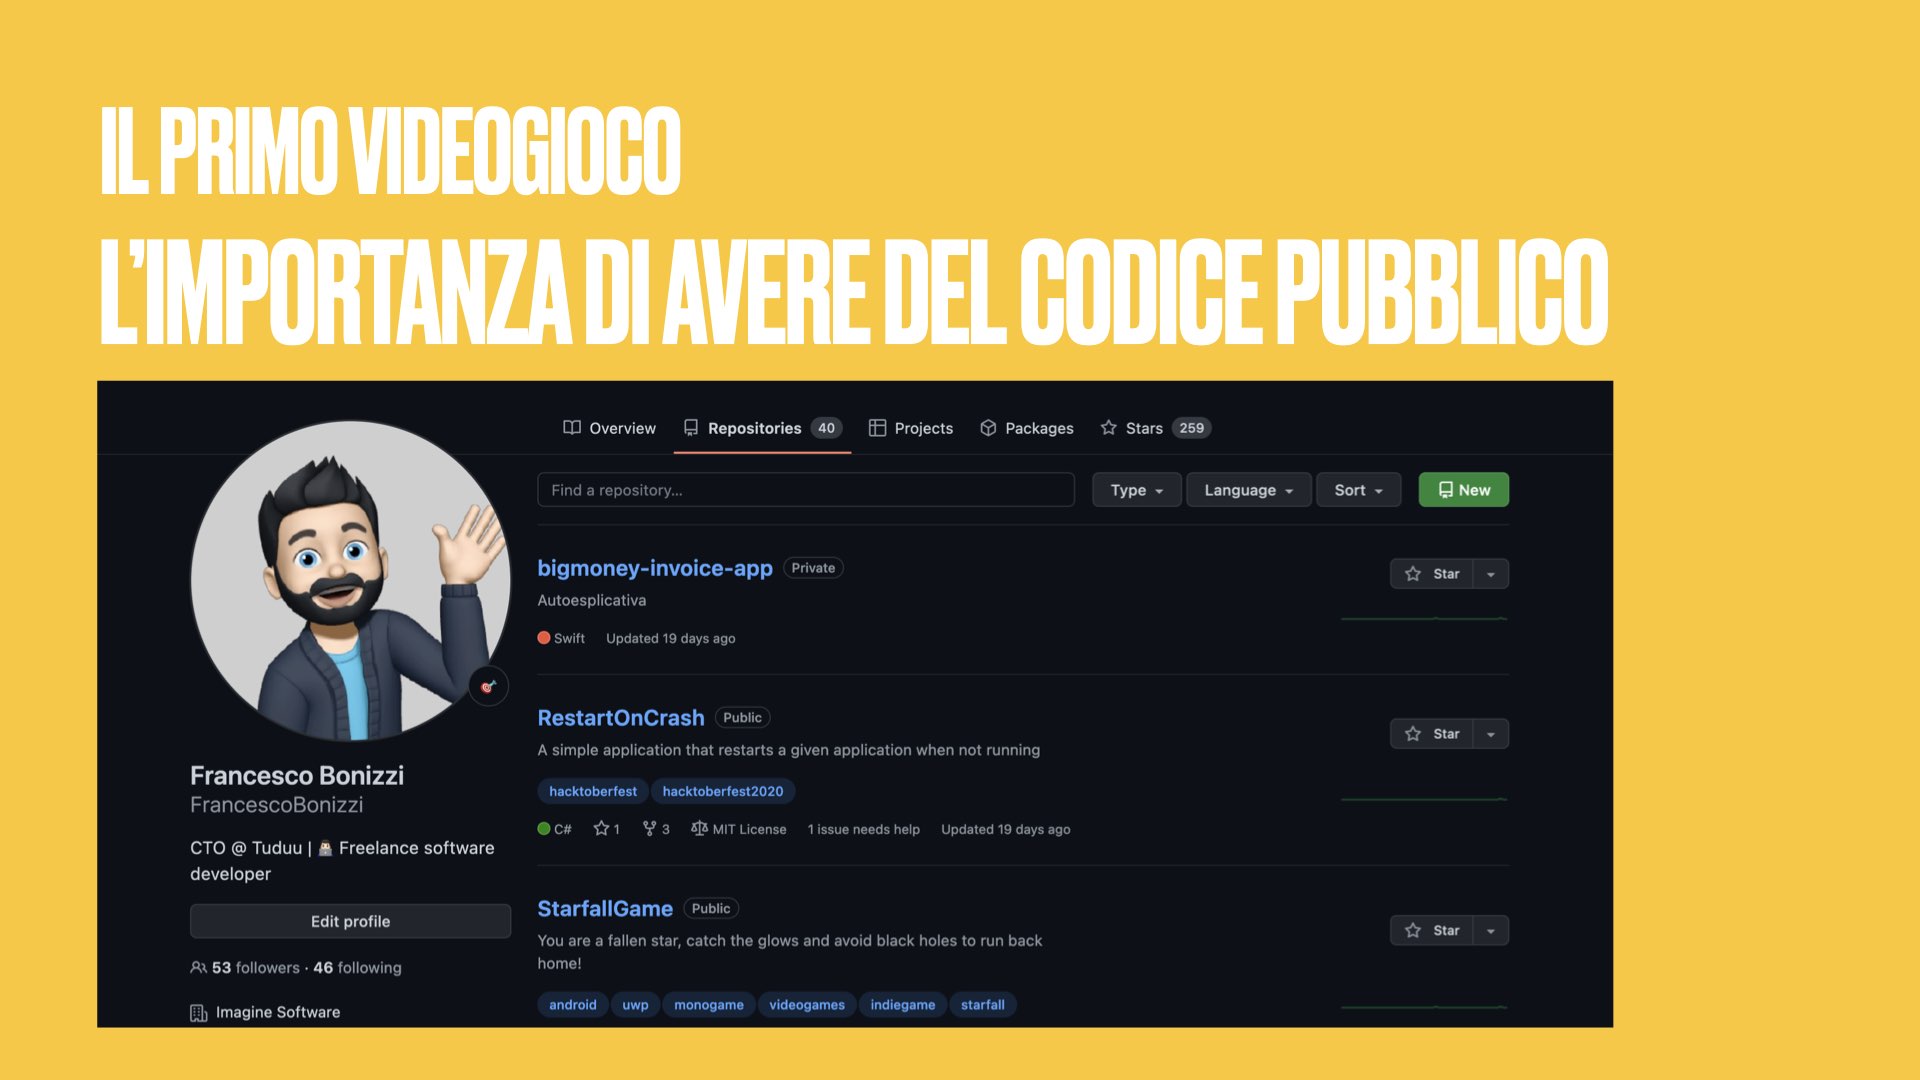 IL PRIMO VIDEOGIOCO
L'IMPORTANZA DI AVERE DEL CODICE PUBBLICO
Overview Repositories 40 Projects Packages Stars 259
Find a repository... Type Language Sort New
bigmoney-invoice-app Private
Star
Autoesplicativa
Swift Updated 19 days ago
RestartOnCrash Public
Star
A simple application that restarts a given application when not running
hacktoberfest hacktoberfest2020
C# 1 3 MIT License 1 issue needs help Updated 19 days ago
StarfallGame Public
Star
You are a fallen star, catch the glows and avoid black holes to run back
home!
android uwp monogame videogames indiegame starfall
Francesco Bonizzi
FrancescoBonizzi
CTO @ Tuduu | Freelance software
developer
Edit profile
53 followers · 46 following
Imagine Software